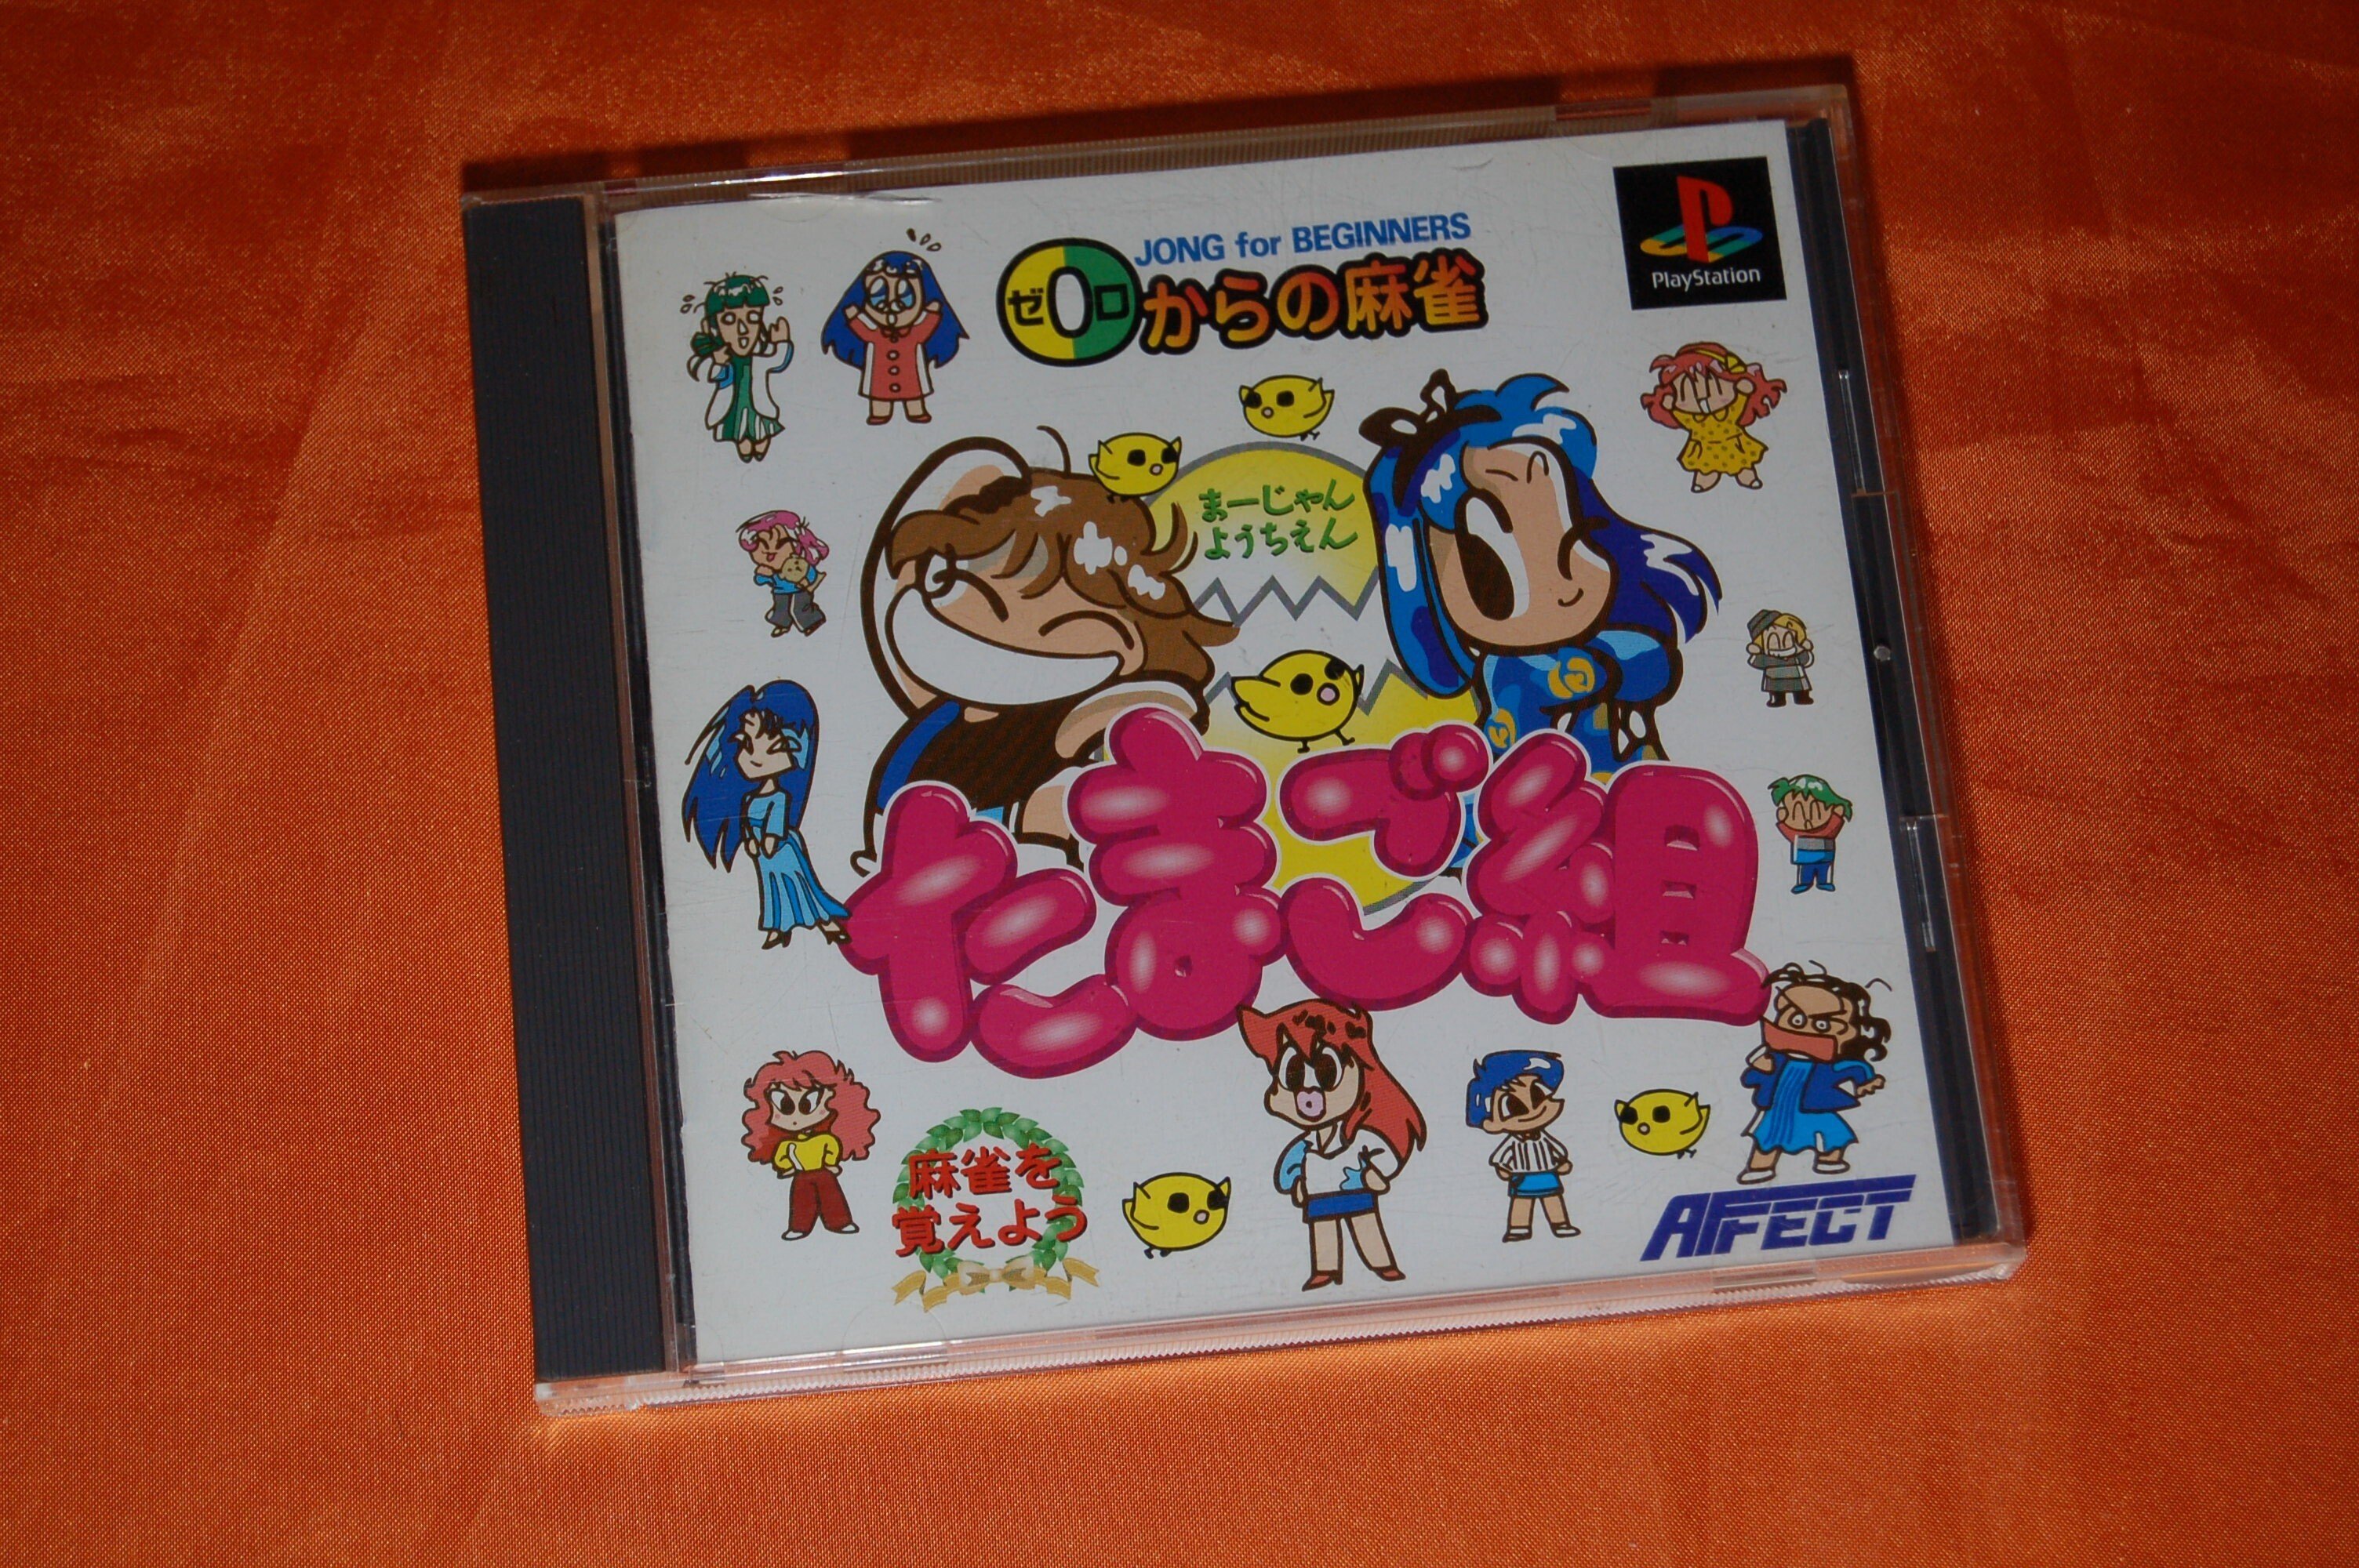 JONG for BEGINNERS
ゼ0ロからの麻雀
PlayStation
まーじゃん
ようちえん
たまご組
麻雀を
覚えよう
AFFECT